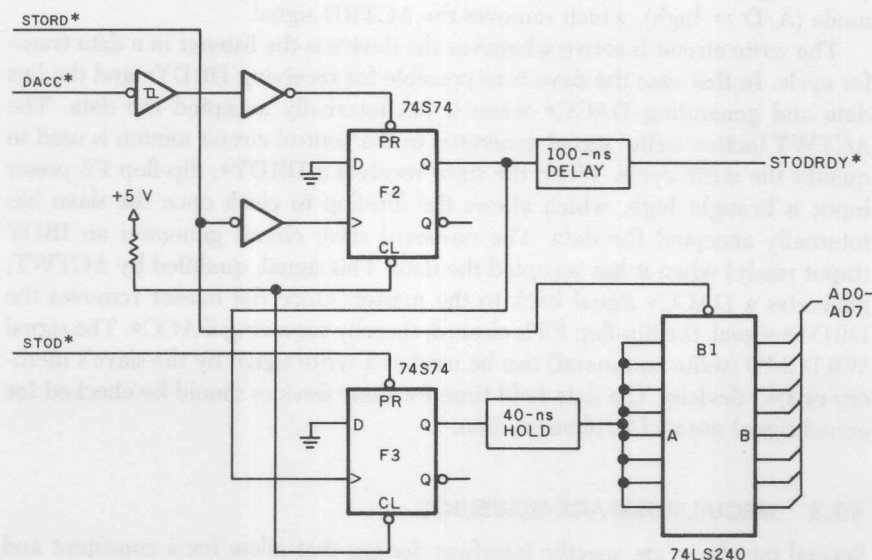 STORD*
DACC*
74S74
PR
D
Q
F2
Q
CL
+5 V
100-ns
DELAY
STODRDY*
STOD*
74S74
PR
D
Q
F3
Q
CL
40-ns
HOLD
B1
A
B
AD0–
AD7
74LS240